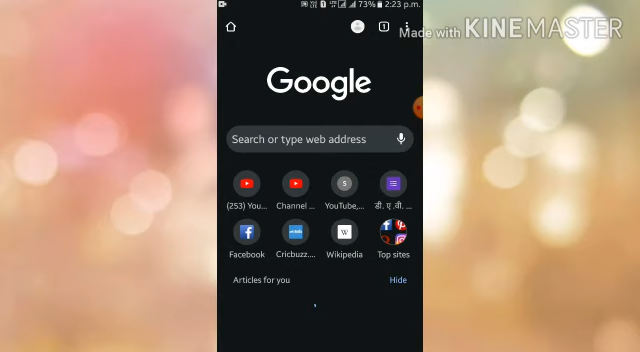 73% 2:23 p.m.
1
Made with KINEMASTER
Google
Search or type web address
(253) You...
Channel ...
YouTube,...
डी. ए .वी. ...
S
W
Facebook
Cricbuzz....
Wikipedia
Top sites
Articles for you
Hide